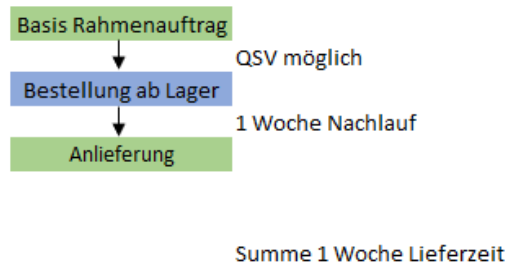 Basis Rahmenauftrag
QSV möglich
Bestellung ab Lager
1 Woche Nachlauf
Anlieferung
Summe 1 Woche Lieferzeit